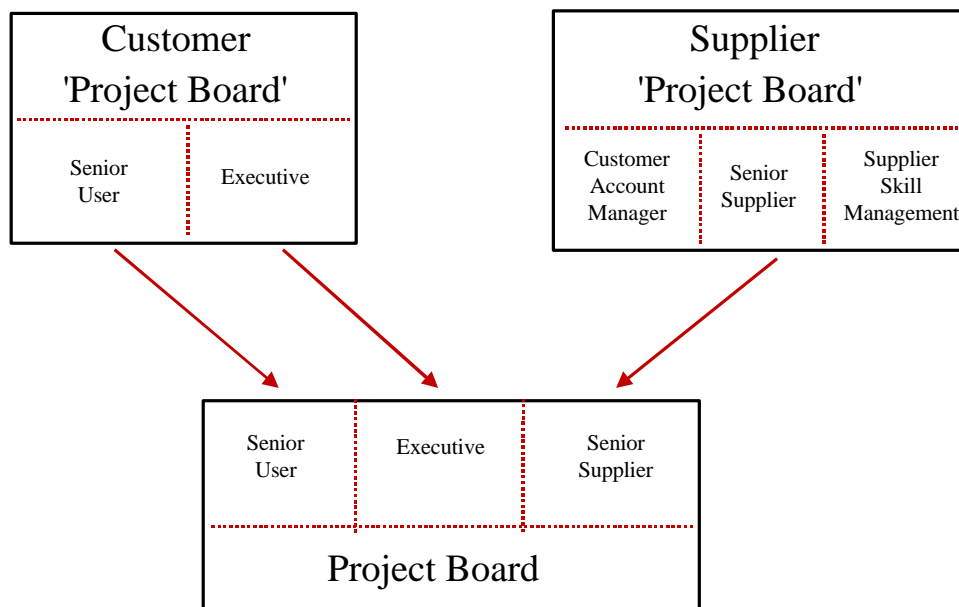 Customer
'Project Board'
Senior
User
Executive
Supplier
'Project Board'
Customer
Account
Manager
Senior
Supplier
Supplier
Skill
Management
Senior
User
Executive
Senior
Supplier
Project Board